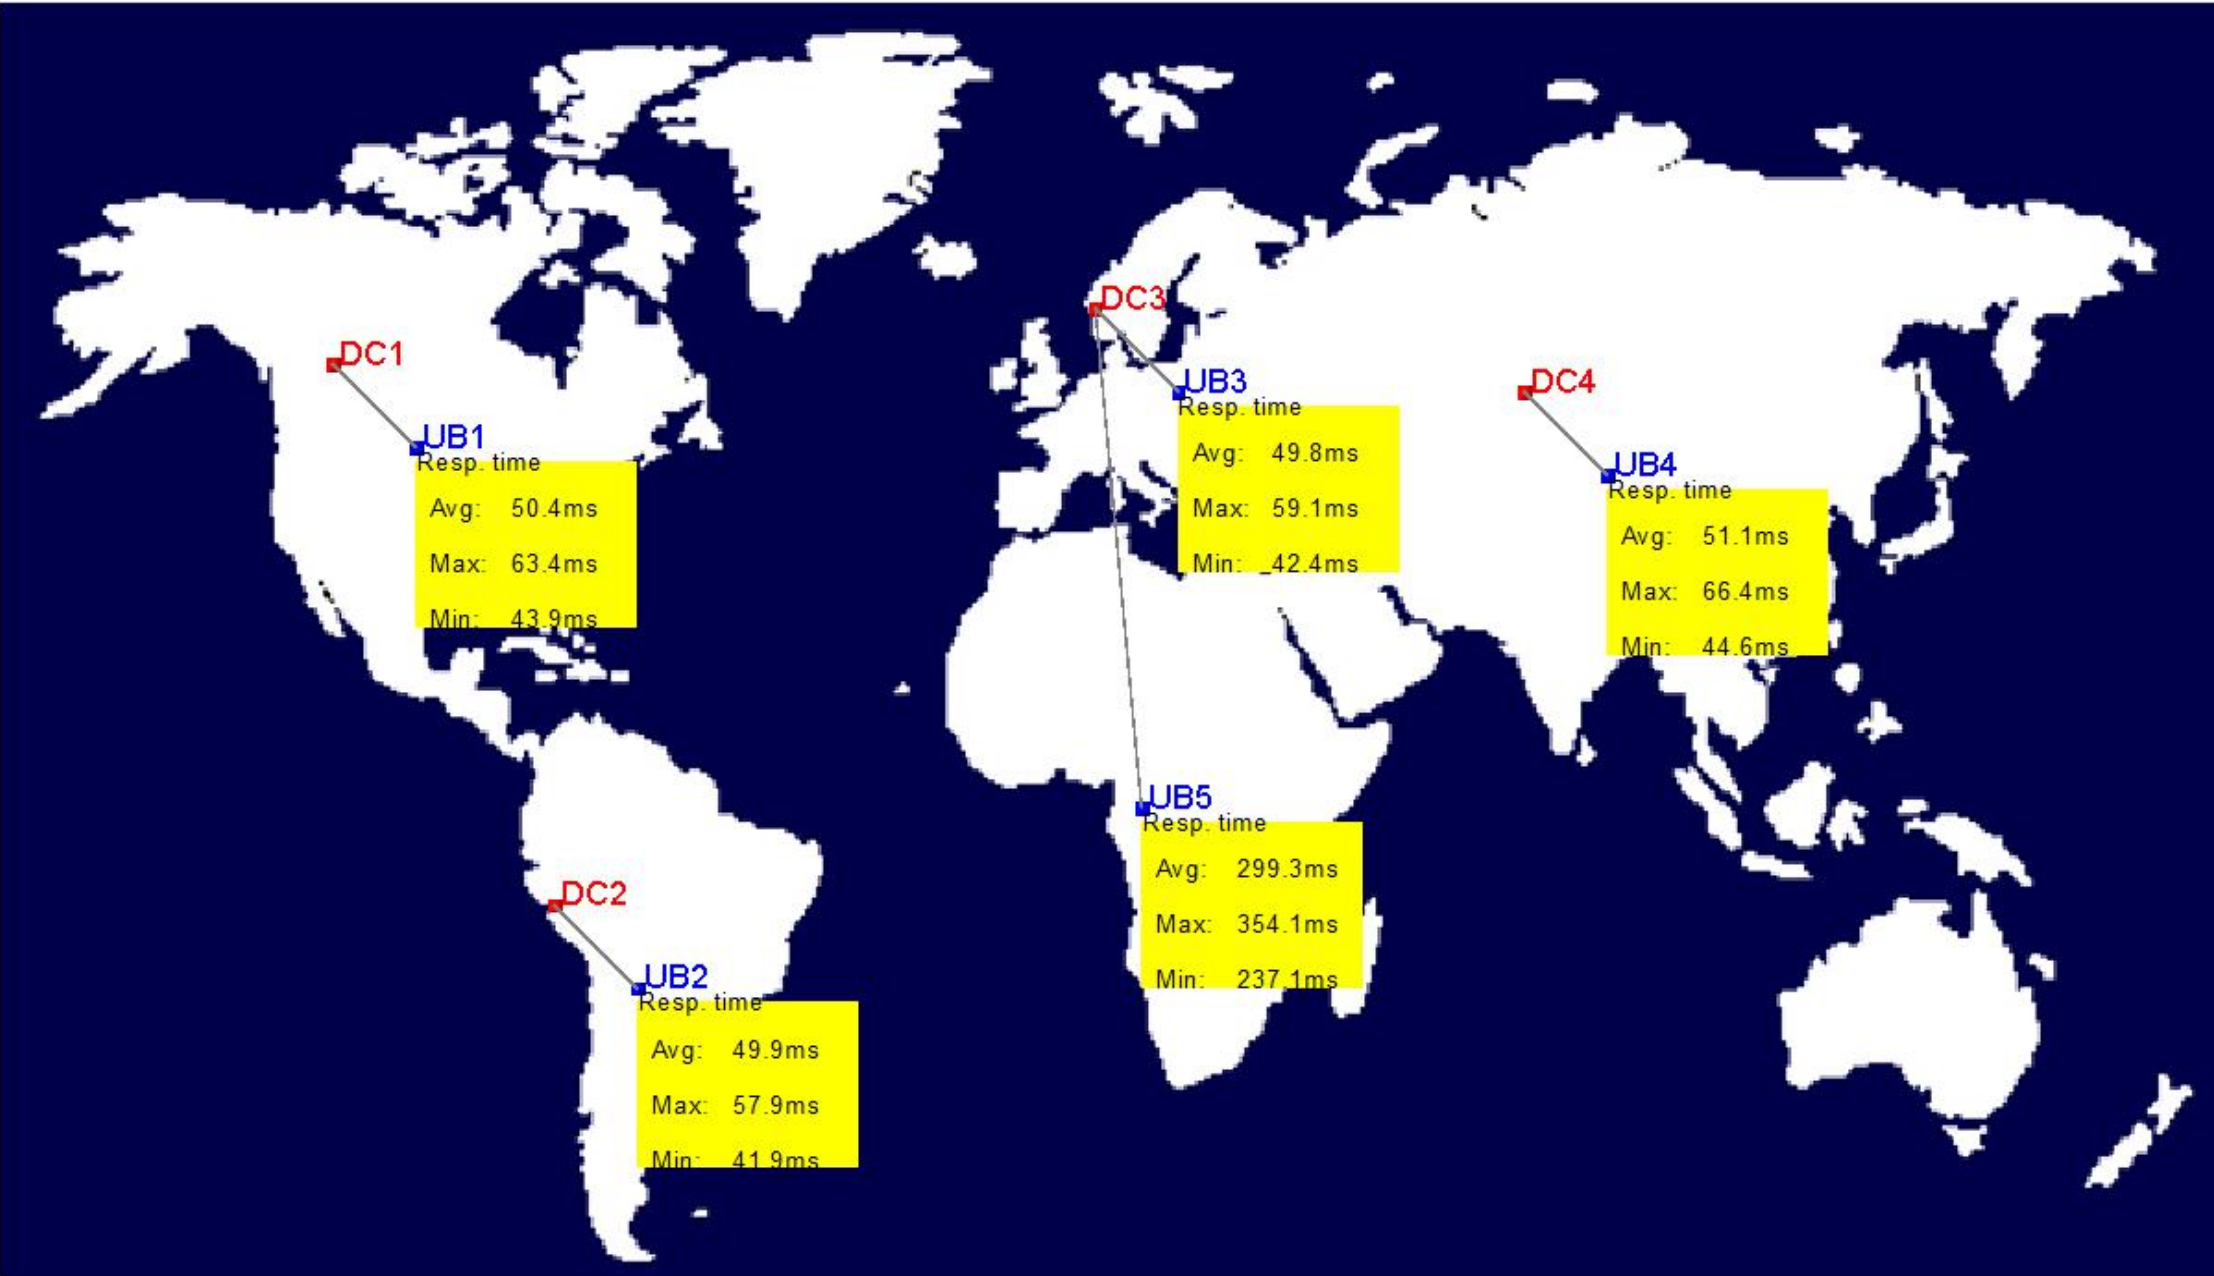 DC1
UB1
Resp. time
Avg: 50.4ms
Max: 63.4ms
Min: 43.9ms
DC2
UB2
Resp. time
Avg: 49.9ms
Max: 57.9ms
Min: 41.9ms
DC3
UB3
Resp. time
Avg: 49.8ms
Max: 59.1ms
Min: 42.4ms
UB5
Resp. time
Avg: 299.3ms
Max: 354.1ms
Min: 237.1ms
DC4
UB4
Resp. time
Avg: 51.1ms
Max: 66.4ms
Min: 44.6ms